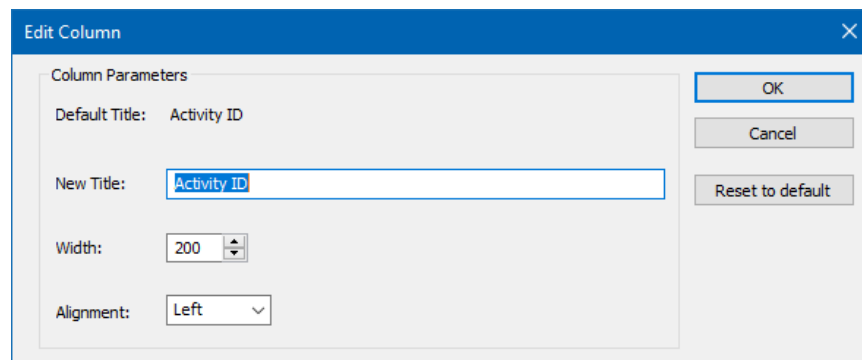 Edit Column
Column Parameters
Default Title: Activity ID
New Title: Activity ID
Width: 200
Alignment: Left
OK
Cancel
Reset to default